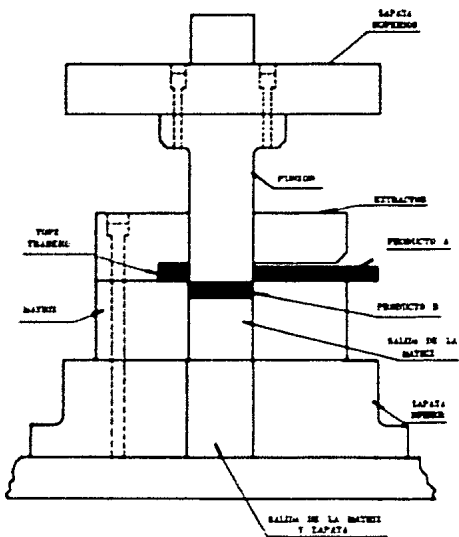 ZAPATA
SUPERIOR
PUNZON
EXTRACTOR
TOPE
TRASERO
PRODUCTO A
MATRIZ
PRODUCTO B
SALIDA DE LA
MATRIZ
ZAPATA
INFERIOR
SALIDA DE LA MATRIZ
Y ZAPATA